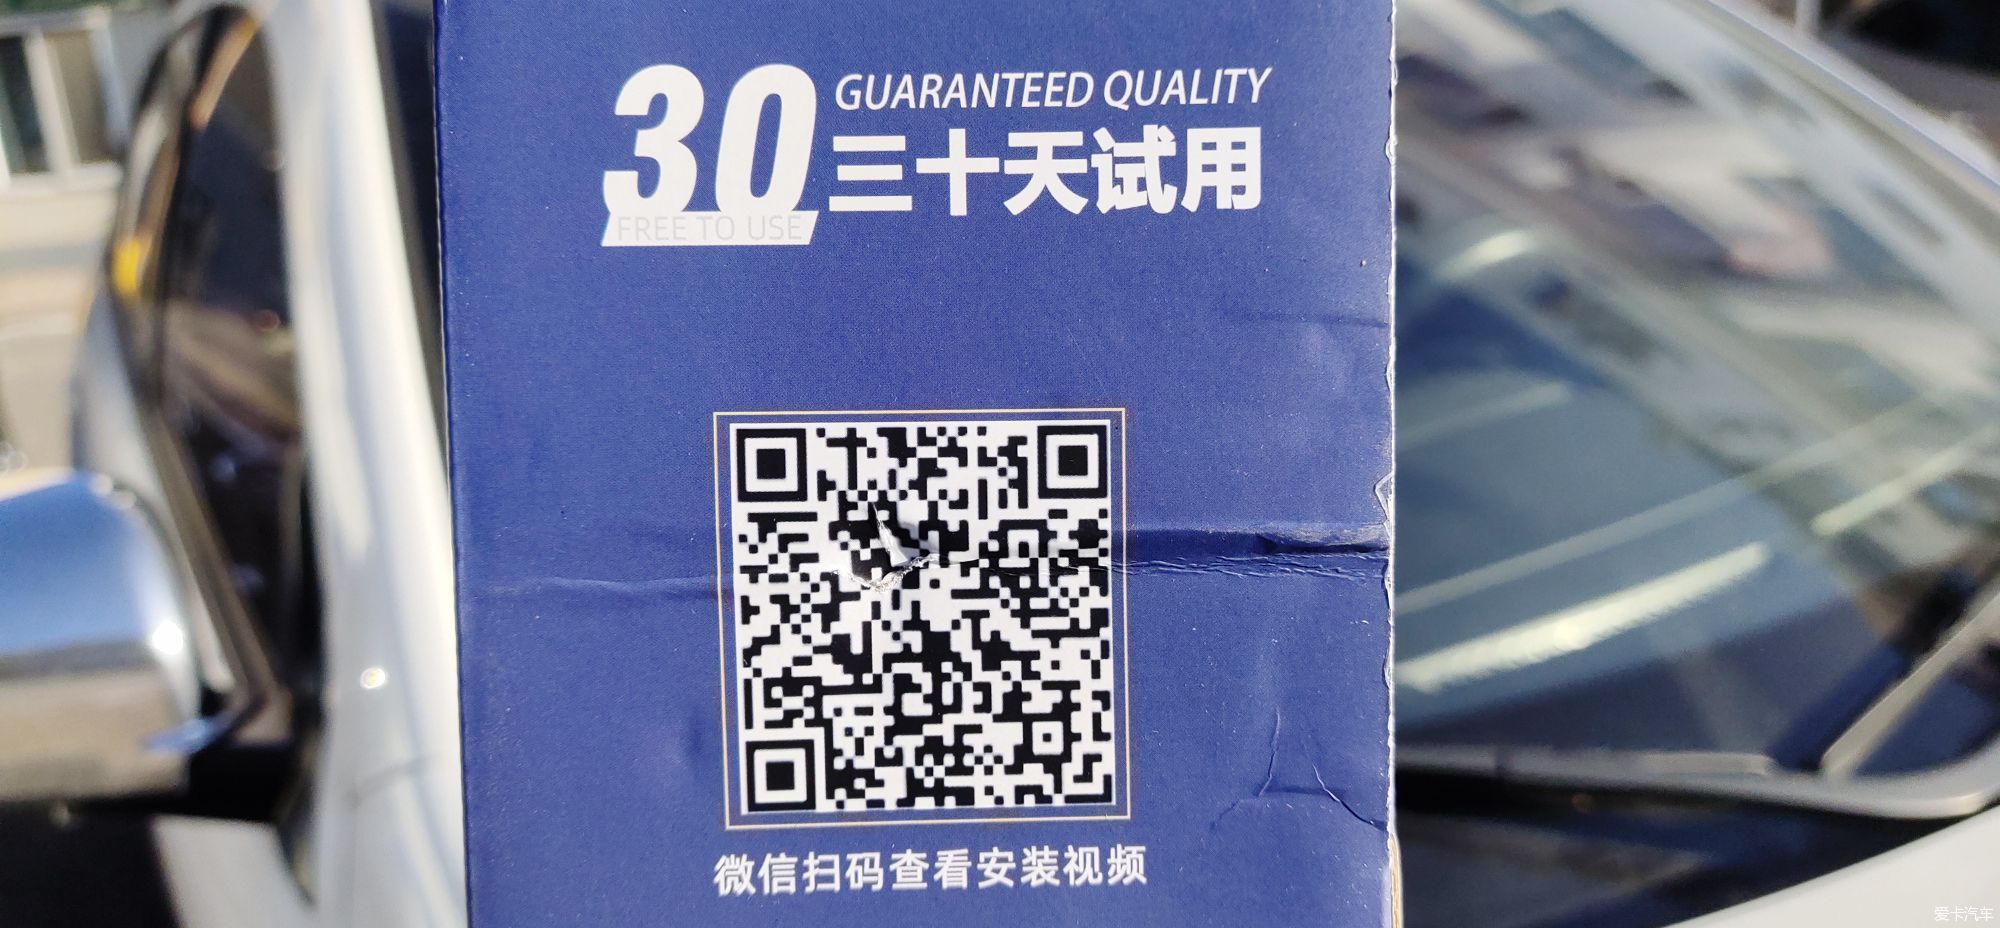 30
GUARANTEED QUALITY
三十天试用
FREE TO USE
微信扫码查看安装视频
爱卡汽车